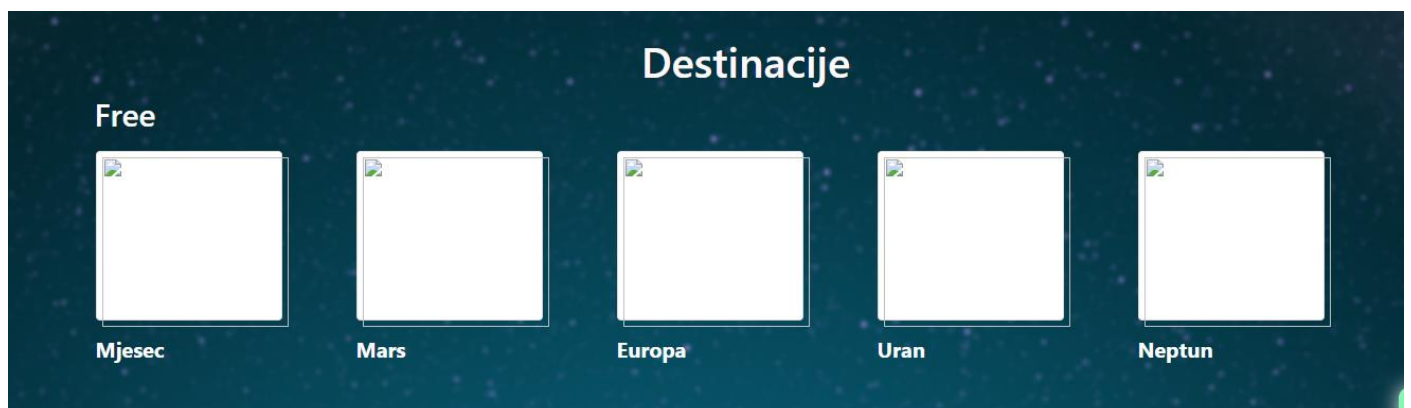 Destinacije
Free
Mjesec
Mars
Europa
Uran
Neptun